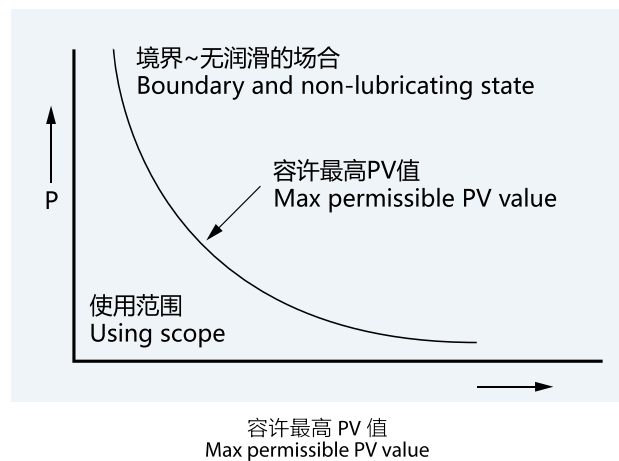 境界~无润滑的场合
Boundary and non-lubricating state
容许最高PV值
Max permissible PV value
P
使用范围
Using scope
容许最高 PV 值
Max permissible PV value